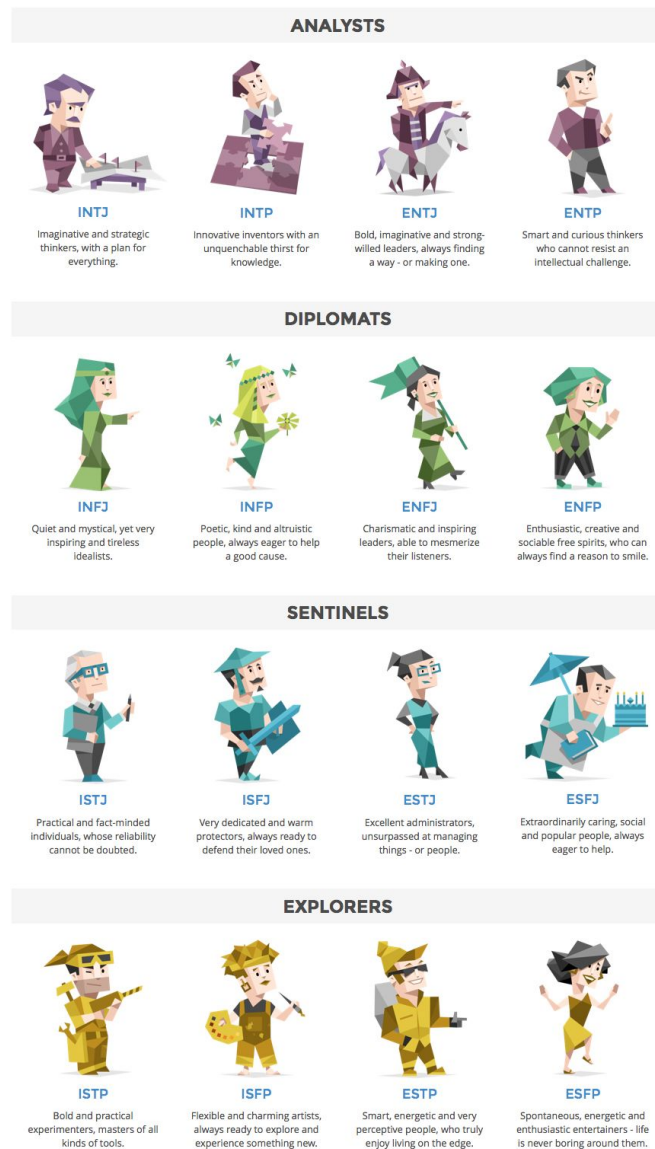 ANALYSTS
INTJ
INTP
ENTJ
ENTP
Imaginative and strategic
thinkers, with a plan for
everything.
Innovative inventors with an
unquenchable thirst for
knowledge.
Bold, imaginative and strong-
willed leaders, always finding
a way - or making one.
Smart and curious thinkers
who cannot resist an
intellectual challenge.
DIPLOMATS
INFJ
INFP
ENFJ
ENFP
Quiet and mystical, yet very
inspiring and tireless
idealists.
Poetic, kind and altruistic
people, always eager to help
a good cause.
Charismatic and inspiring
leaders, able to mesmerize
their listeners.
Enthusiastic, creative and
sociable free spirits, who can
always find a reason to smile.
SENTINELS
ISTJ
ISFJ
ESTJ
ESFJ
Practical and fact-minded
individuals, whose reliability
cannot be doubted.
Very dedicated and warm
protectors, always ready to
defend their loved ones.
Excellent administrators,
unsurpassed at managing
things - or people.
Extraordinarily caring, social
and popular people, always
eager to help.
EXPLORERS
ISTP
ISFP
ESTP
ESFP
Bold and practical
experimenters, masters of all
kinds of tools.
Flexible and charming artists,
always ready to explore and
experience something new.
Smart, energetic and very
perceptive people, who truly
enjoy living on the edge.
Spontaneous, energetic and
enthusiastic entertainers - life
is never boring around them.